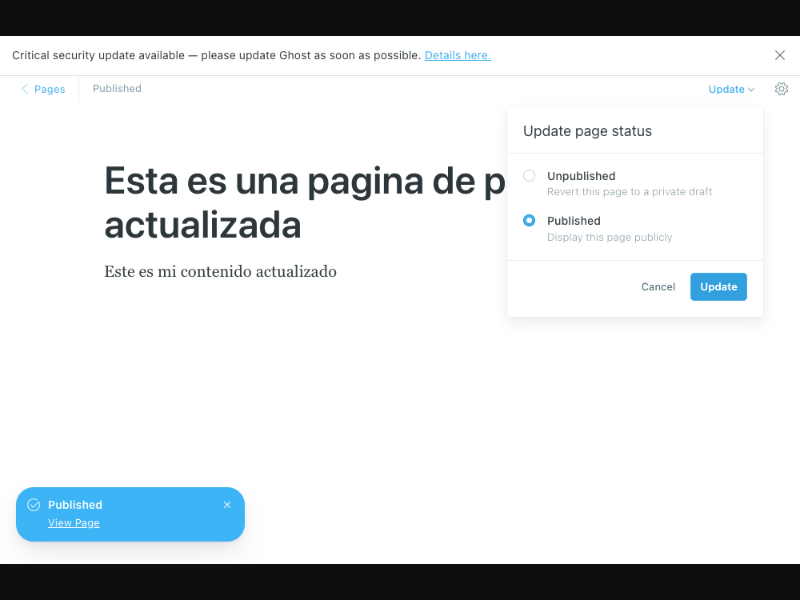 Critical security update available — please update Ghost as soon as possible. Details here.
Pages
Published
Update
Update page status
Unpublished
Revert this page to a private draft
Published
Display this page publicly
Cancel
Update
Esta es una pagina de p
actualizada
Este es mi contenido actualizado
Published
View Page